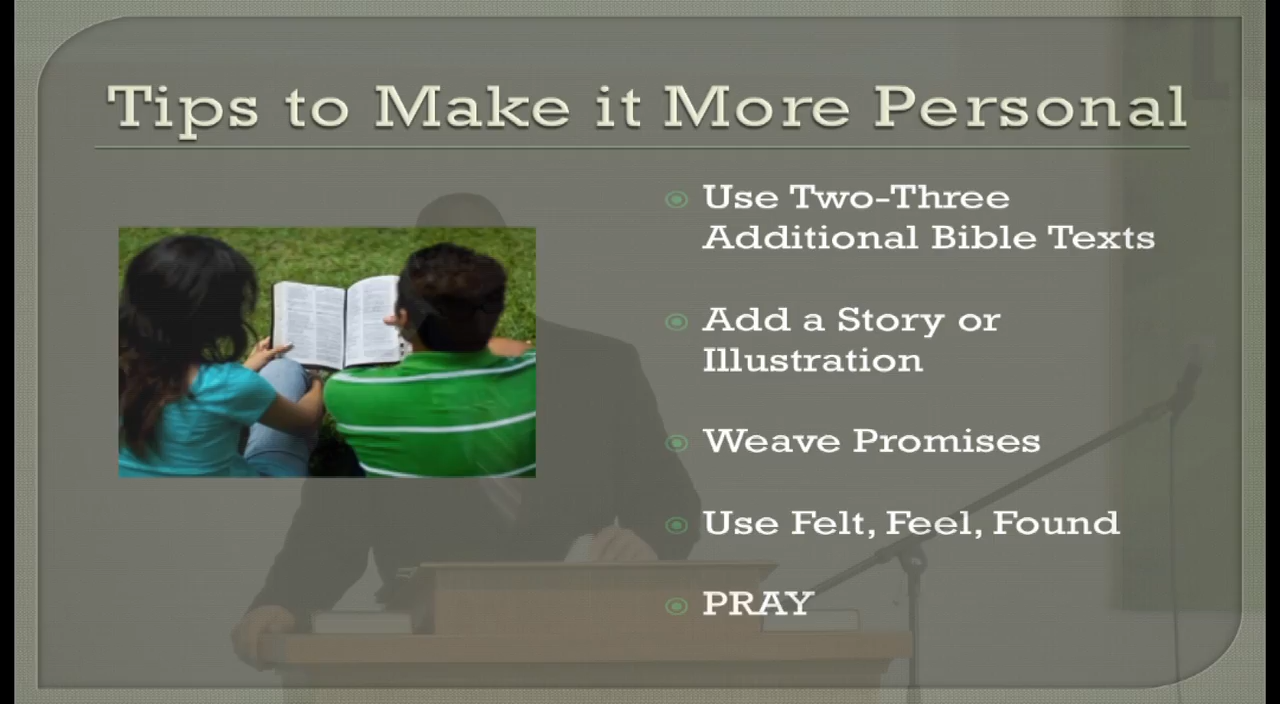 Tips to Make it More Personal
Use Two-Three
Additional Bible Texts
Add a Story or
Illustration
Weave Promises
Use Felt, Feel, Found
PRAY